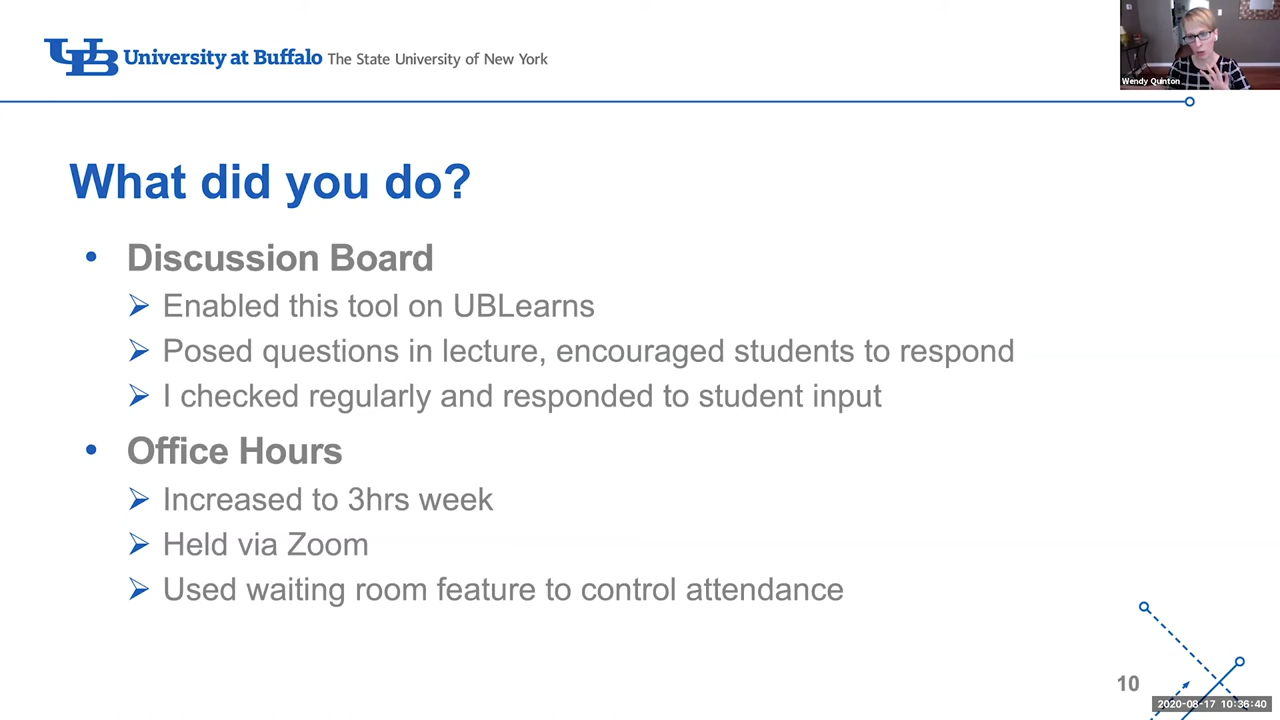 University at Buffalo The State University of New York
Wendy Quinton
What did you do?
• Discussion Board
➢ Enabled this tool on UBLearns
➢ Posed questions in lecture, encouraged students to respond
➢ I checked regularly and responded to student input
• Office Hours
➢ Increased to 3hrs week
➢ Held via Zoom
➢ Used waiting room feature to control attendance
10
2020-08-17 10:36:40